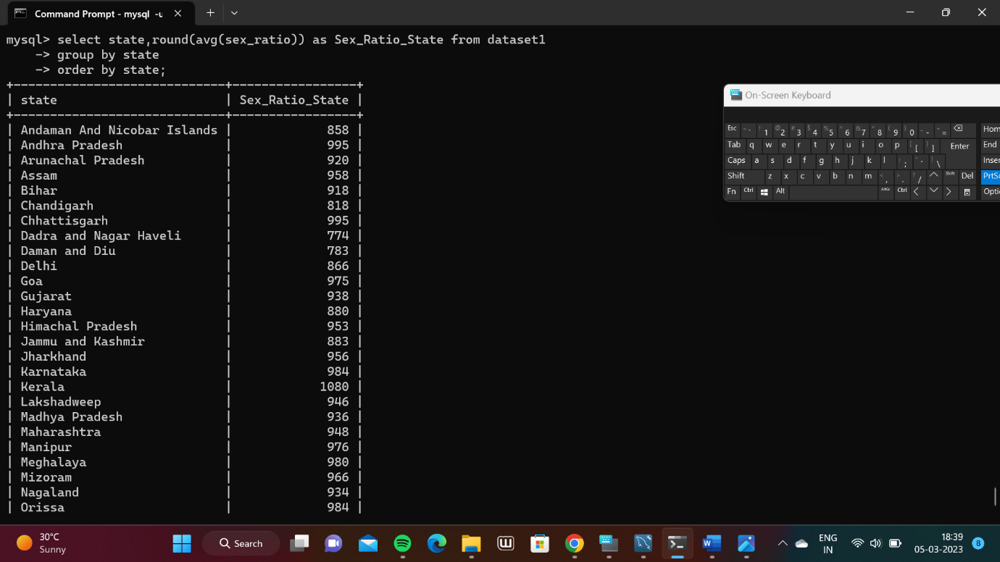 Command Prompt - mysql -u
mysql> select state,round(avg(sex_ratio)) as Sex_Ratio_State from dataset1
-> group by state
-> order by state;
+-----------------------------+-----------------+
| state | Sex_Ratio_State |
+-----------------------------+-----------------+
| Andaman And Nicobar Islands | 858 |
| Andhra Pradesh | 995 |
| Arunachal Pradesh | 920 |
| Assam | 958 |
| Bihar | 918 |
| Chandigarh | 818 |
| Chhattisgarh | 995 |
| Dadra and Nagar Haveli | 774 |
| Daman and Diu | 783 |
| Delhi | 866 |
| Goa | 975 |
| Gujarat | 938 |
| Haryana | 880 |
| Himachal Pradesh | 953 |
| Jammu and Kashmir | 883 |
| Jharkhand | 956 |
| Karnataka | 984 |
| Kerala | 1080 |
| Lakshadweep | 946 |
| Madhya Pradesh | 936 |
| Maharashtra | 948 |
| Manipur | 976 |
| Meghalaya | 980 |
| Mizoram | 966 |
| Nagaland | 934 |
| Orissa | 984 |
On-Screen Keyboard
Esc ~ ` ! 1 @ 2 # 3 $ 4 % 5 ^ 6 & 7 * 8 ( 9 ) 0 _ - + = Hom
Tab q w e r t y u i o p { [ } ] Enter End
Caps a s d f g h j k l : ; " ' | \ Inser
Shift z x c v b n m < , > . ? / Shift Del PrtSc
Fn Ctrl Alt AltGr Ctrl Opti
30°C
Sunny
Search
ENG
IN
18:39
05-03-2023
8